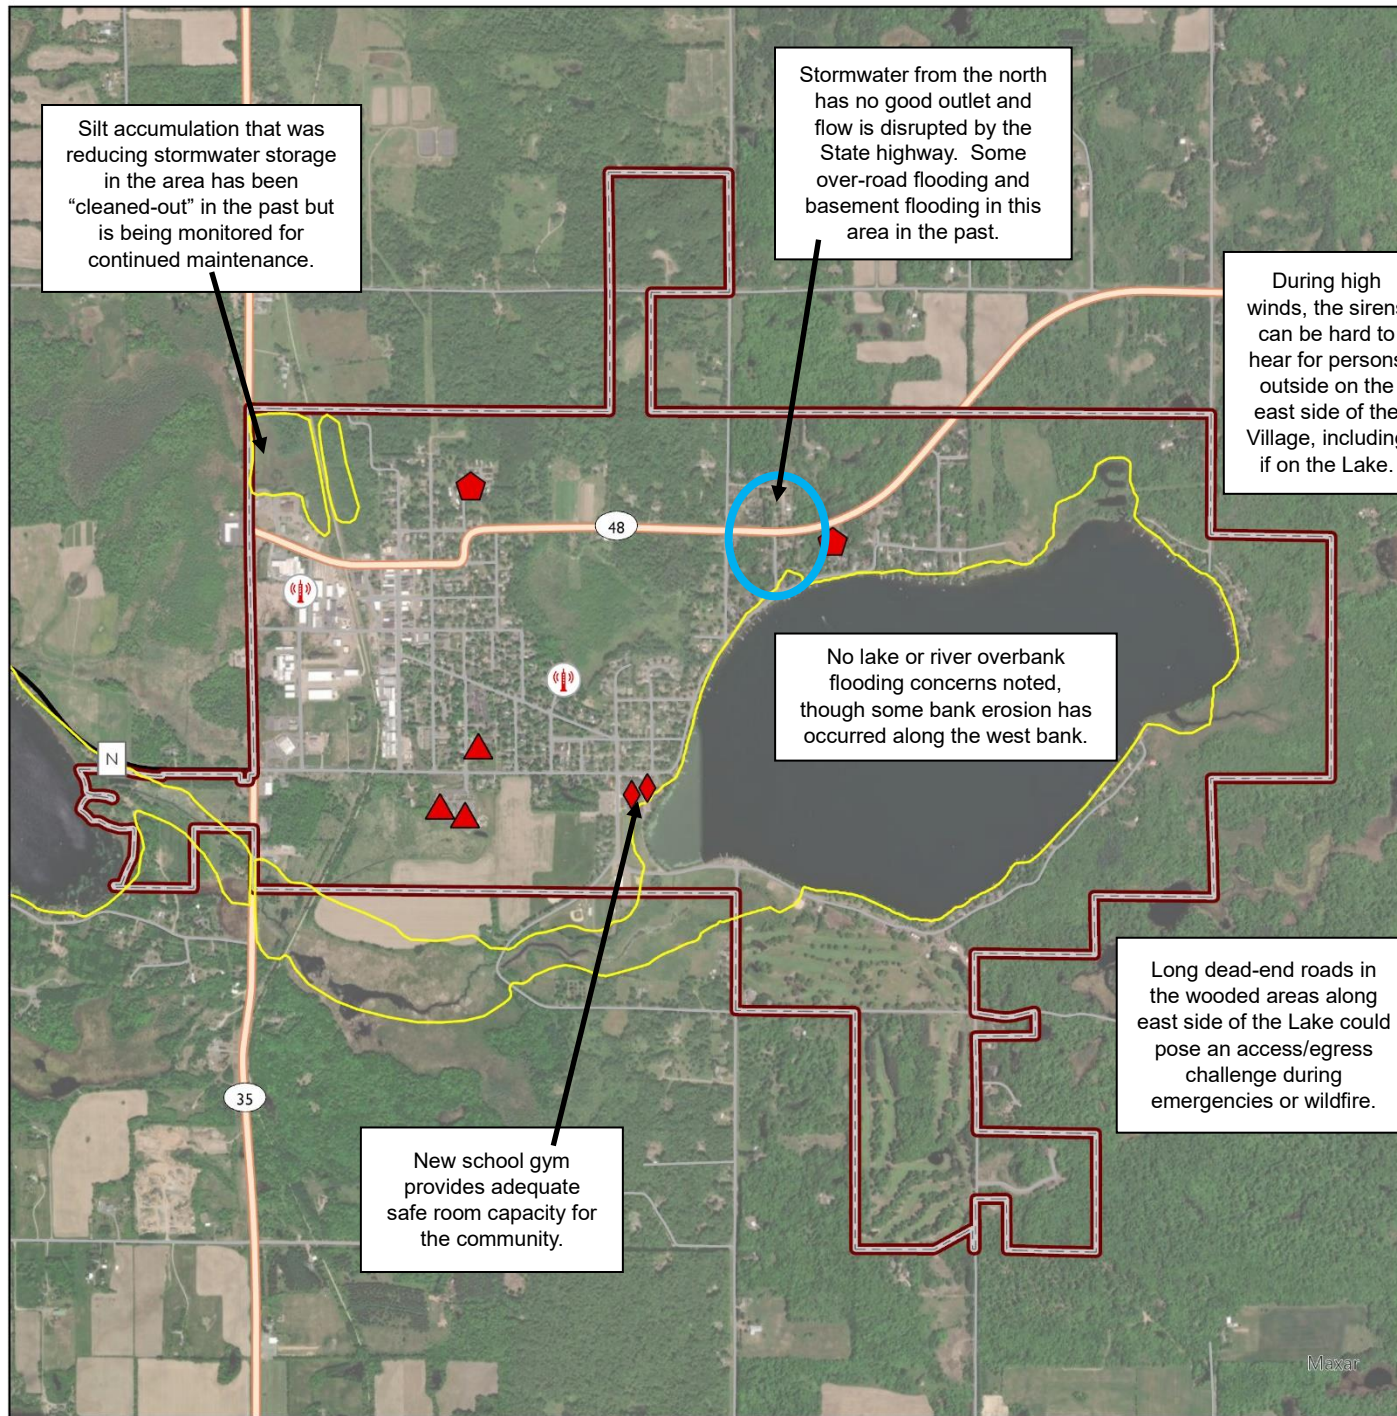 Silt accumulation that was
reducing stormwater storage
in the area has been
“cleaned-out” in the past but
is being monitored for
continued maintenance.
Stormwater from the north
has no good outlet and
flow is disrupted by the
State highway.  Some
over-road flooding and
basement flooding in this
area in the past.
During high
winds, the sirens
can be hard to
hear for persons
outside on the
east side of the
Village, including
if on the Lake.
48
No lake or river overbank
flooding concerns noted,
though some bank erosion has
occurred along the west bank.
N
Long dead-end roads in
the wooded areas along
east side of the Lake could
pose an access/egress
challenge during
emergencies or wildfire.
35
New school gym
provides adequate
safe room capacity for
the community.
Maxar